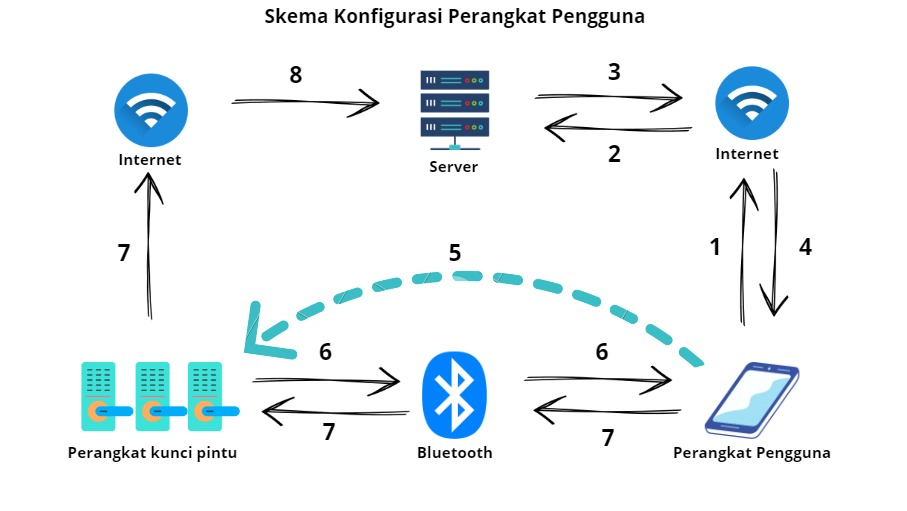 Skema Konfigurasi Perangkat Pengguna
8
3
Internet
Server
2
Internet
7
5
1
4
6
6
7
7
Perangkat kunci pintu
Bluetooth
Perangkat Pengguna